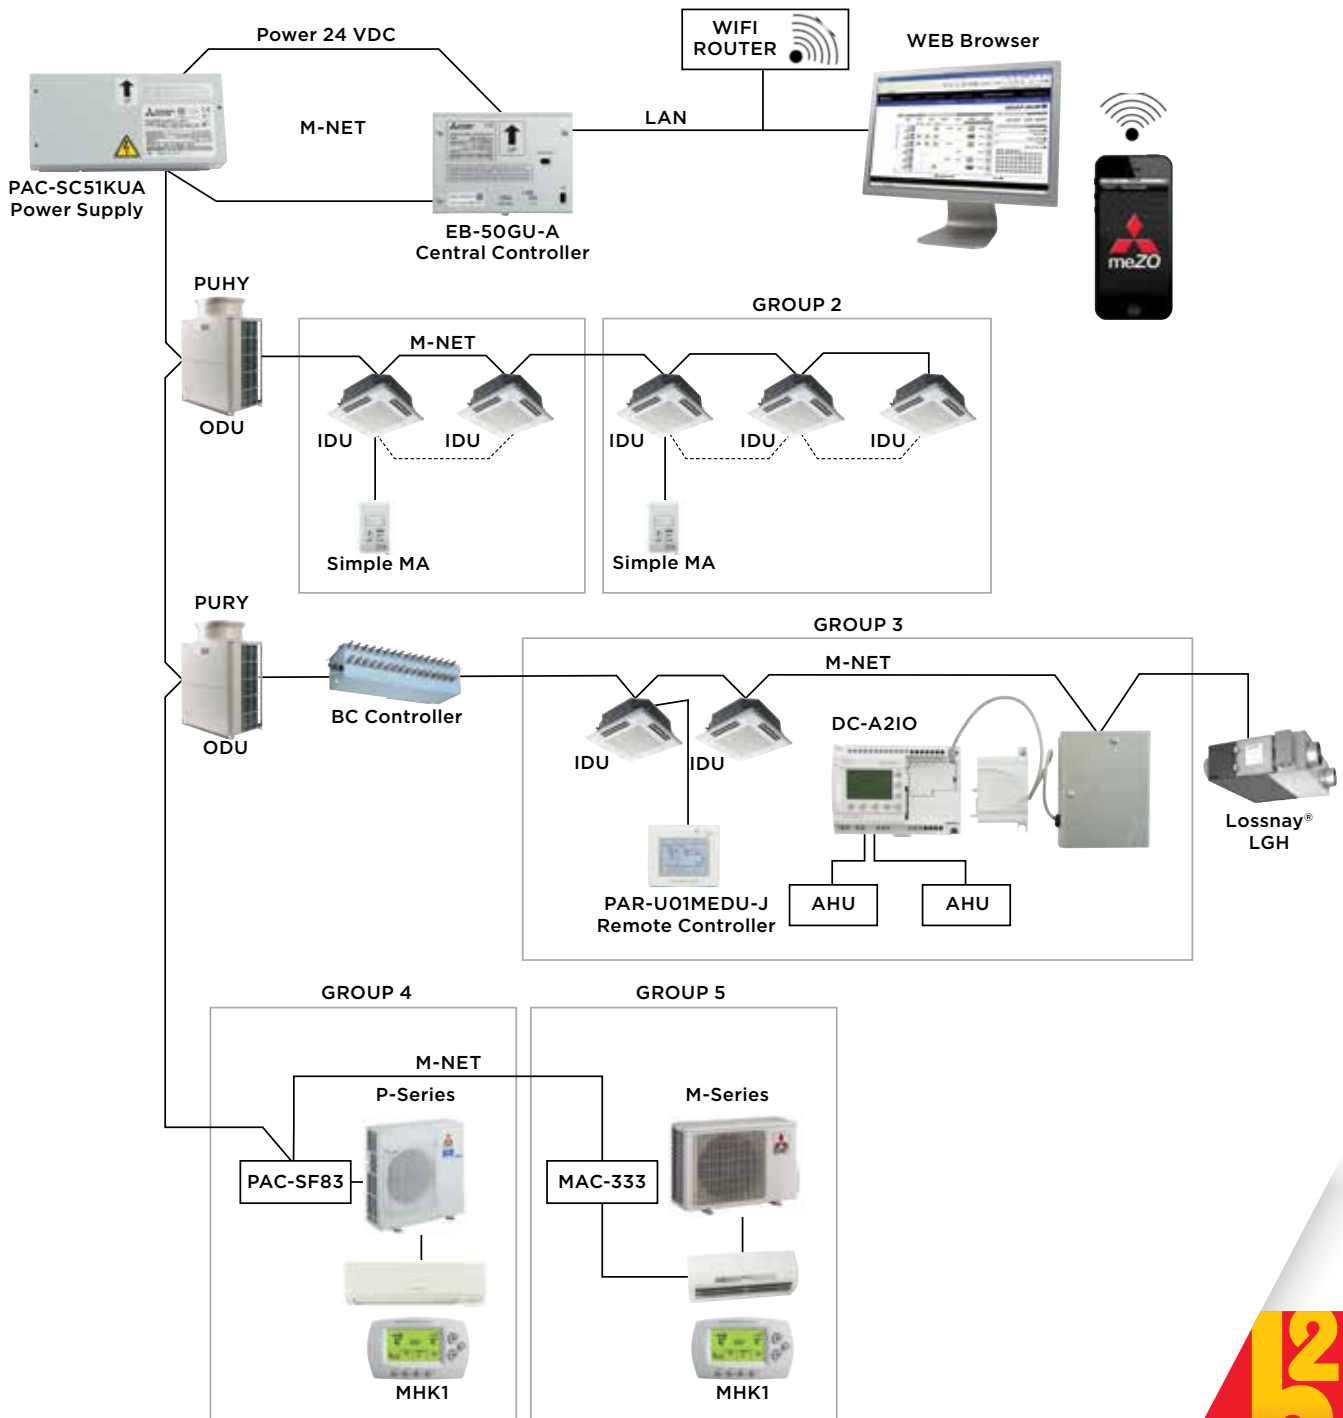 Power 24 VDC
WIFI
ROUTER
WEB Browser
M-NET
LAN
UP
PAC-SC51KUA
Power Supply
EB-50GU-A
Central Controller
meZO
PUHY
ODU
M-NET
IDU
IDU
Simple MA
GROUP 2
IDU
IDU
IDU
Simple MA
PURY
ODU
BC Controller
GROUP 3
M-NET
IDU
IDU
DC-A2IO
PAR-U01MEDU-J
Remote Controller
AHU
AHU
Lossnay®
LGH
GROUP 4
GROUP 5
M-NET
P-Series
M-Series
PAC-SF83
MAC-333
MHK1
MHK1